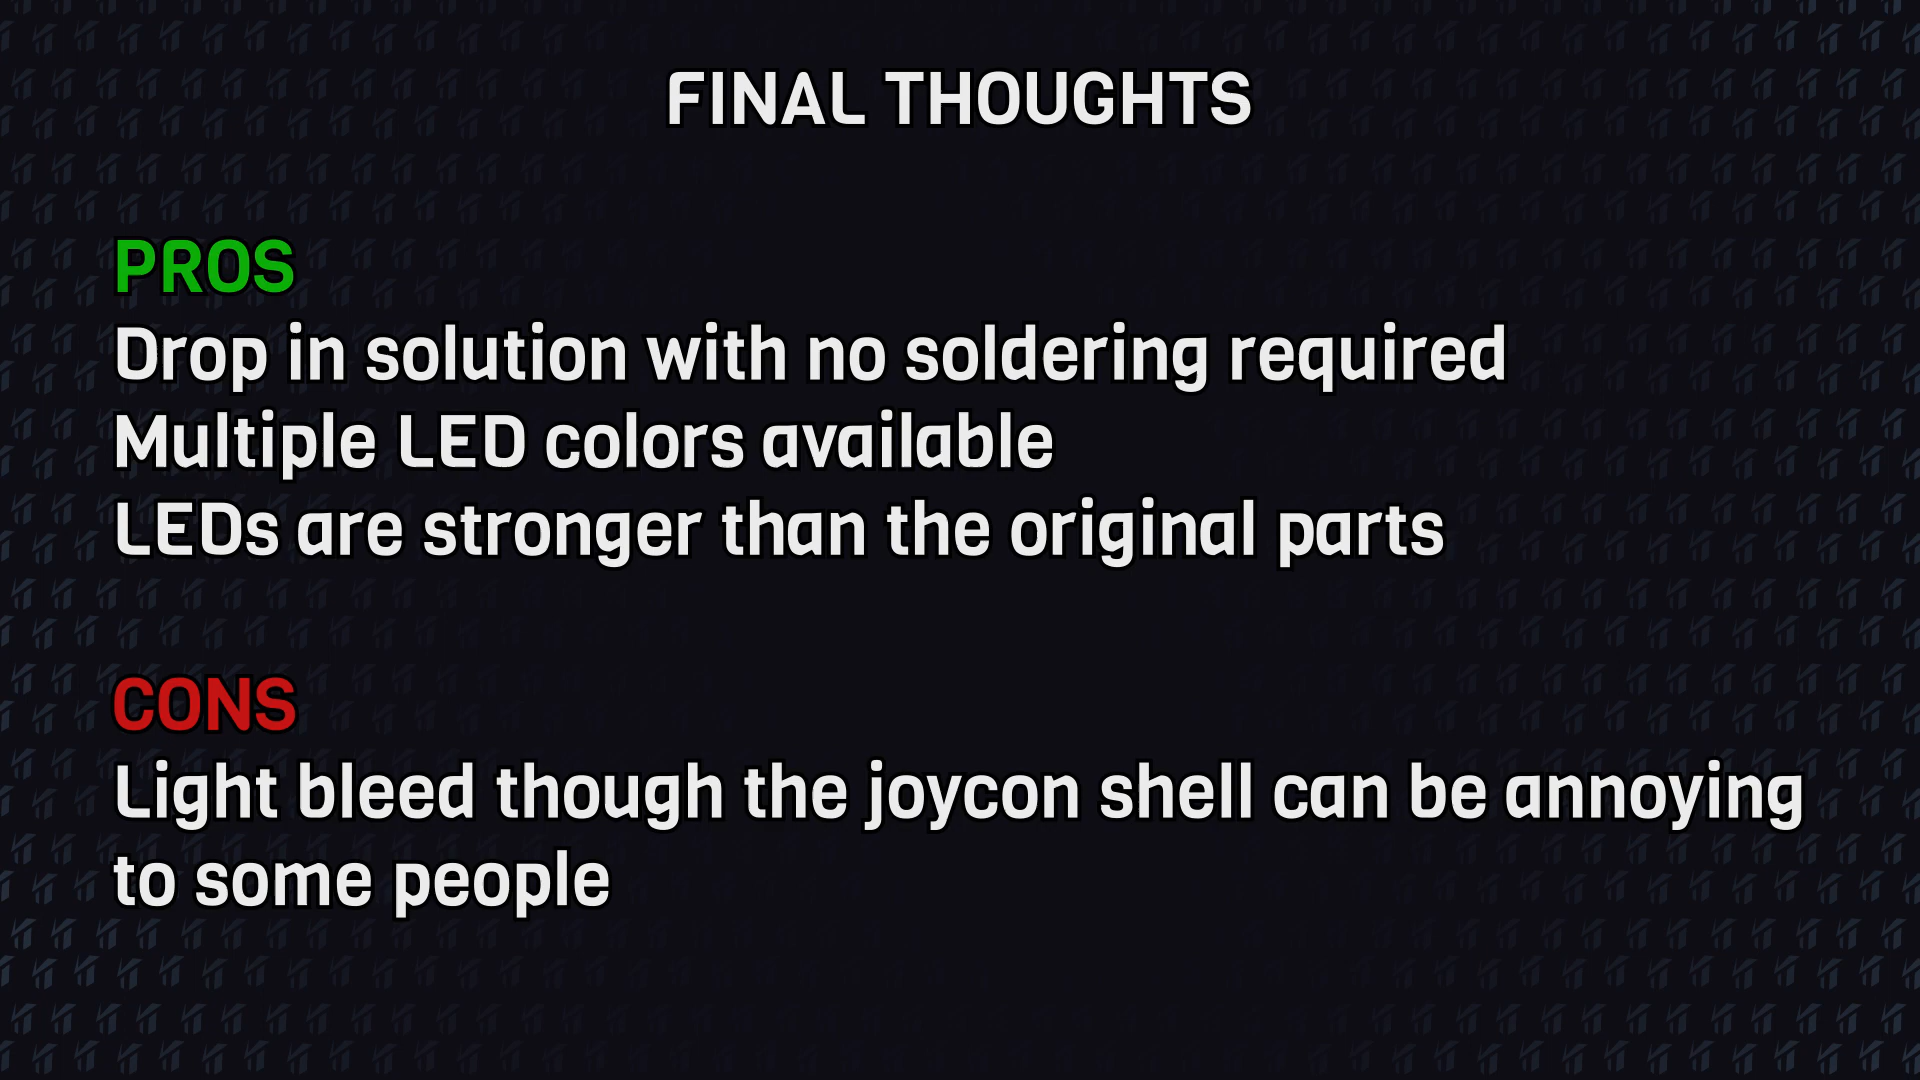 FINAL THOUGHTS
PROS
Drop in solution with no soldering required
Multiple LED colors available
LEDs are stronger than the original parts
CONS
Light bleed though the joycon shell can be annoying
to some people